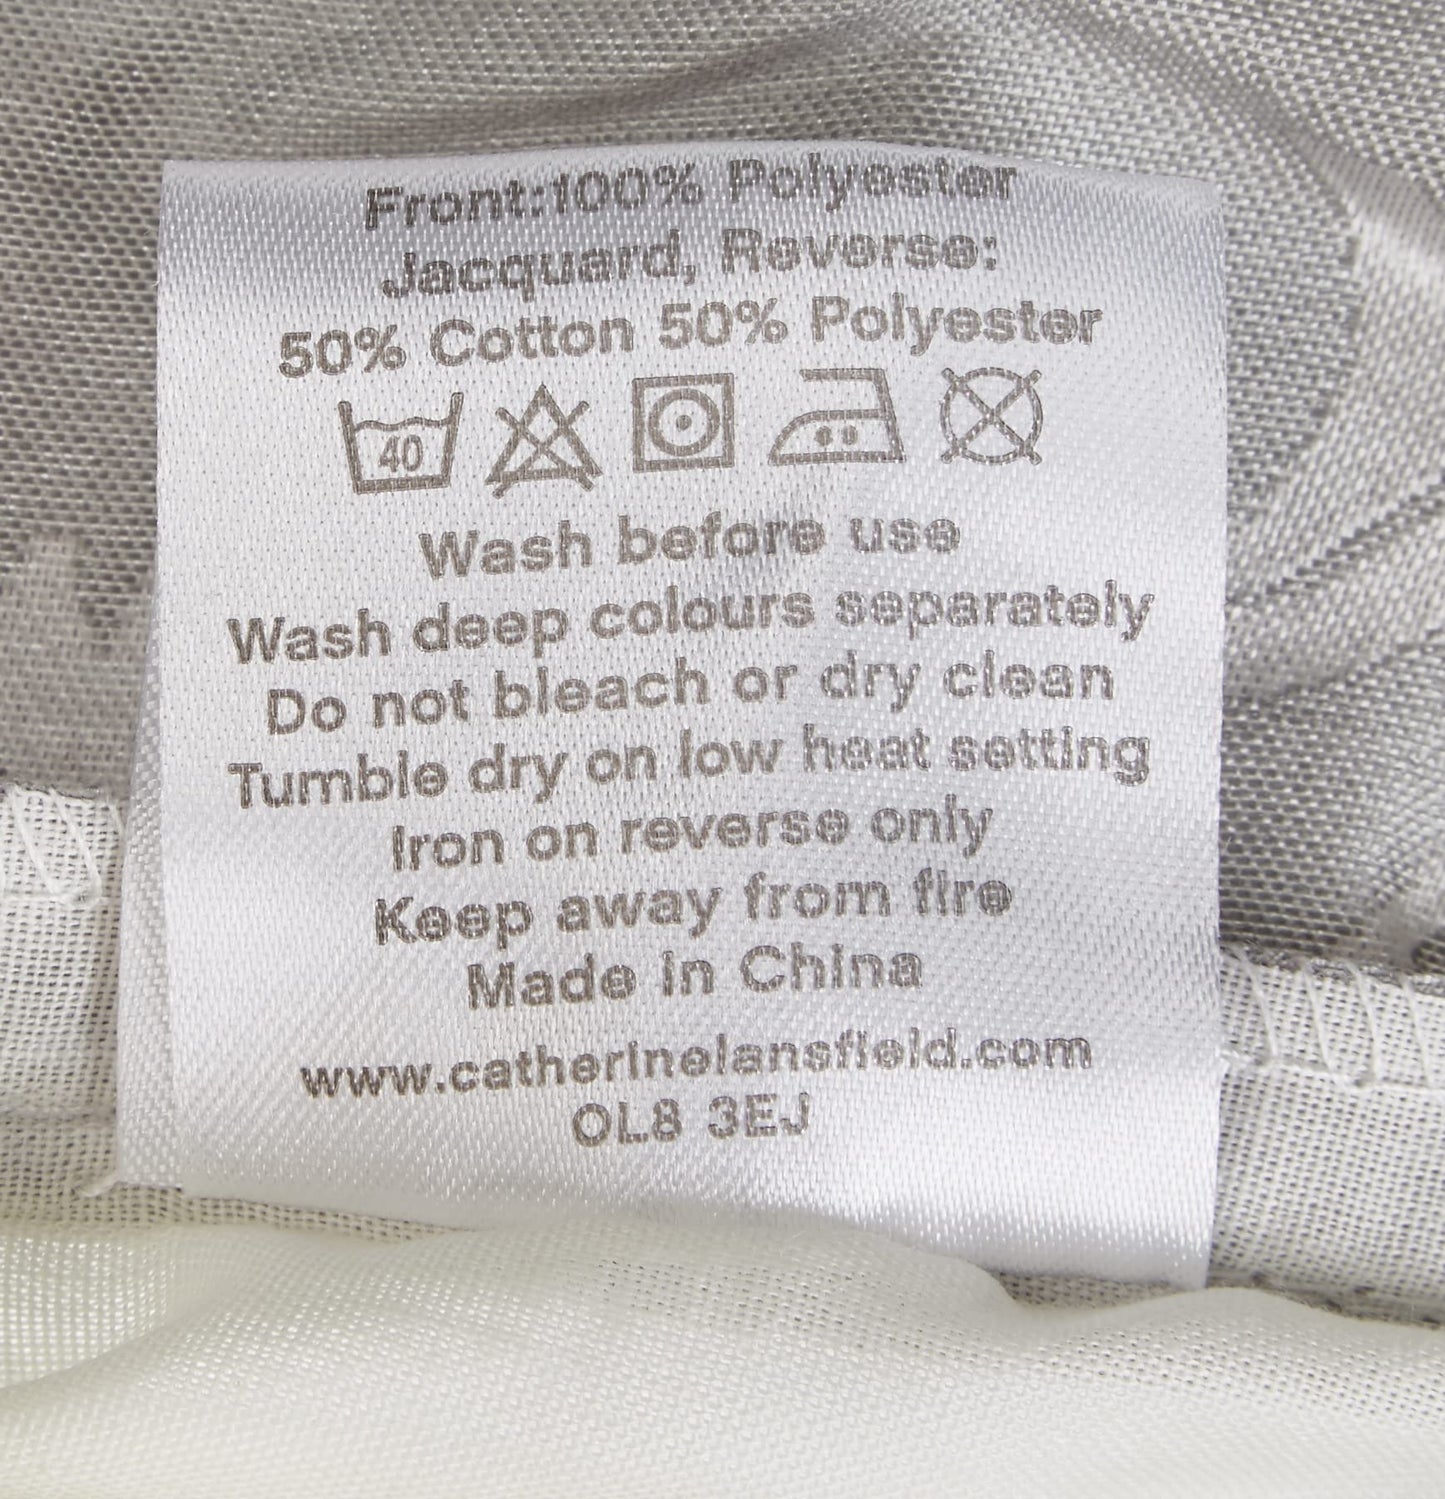 Front:100% Polyester
Jacquard, Reverse:
50% Cotton 50% Polyester
40
Wash before use
Wash deep colours separately
Do not bleach or dry clean
Tumble dry on low heat setting
Iron on reverse only
Keep away from fire
Made in China
www.catherinelansfield.com
OL8 3EJ